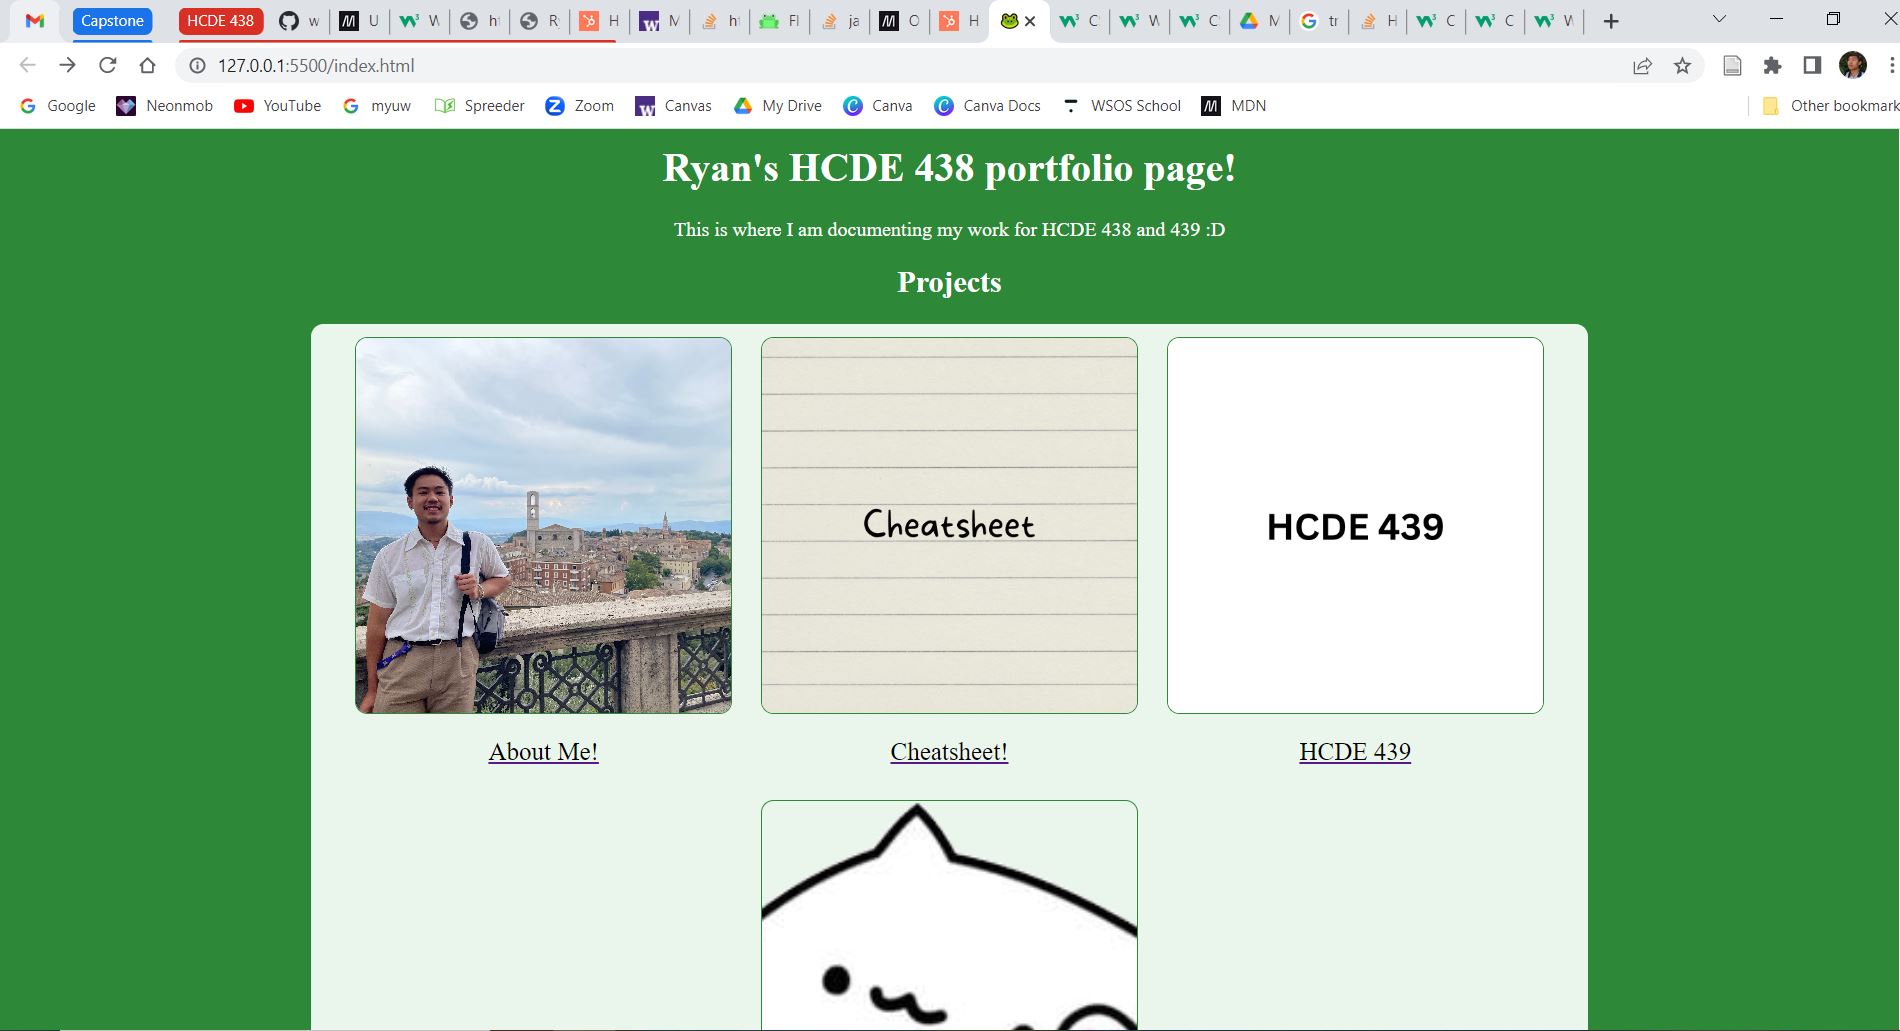 Capstone HCDE 438 w U W h R H M h Fl ja O H C W C M tr H C C W
127.0.0.1:5500/index.html
Google Neonmob YouTube myuw Spreeder Zoom Canvas My Drive Canva Canva Docs WSOS School MDN Other bookmark
Ryan's HCDE 438 portfolio page!
This is where I am documenting my work for HCDE 438 and 439 :D
Projects
Cheatsheet
HCDE 439
About Me! Cheatsheet! HCDE 439